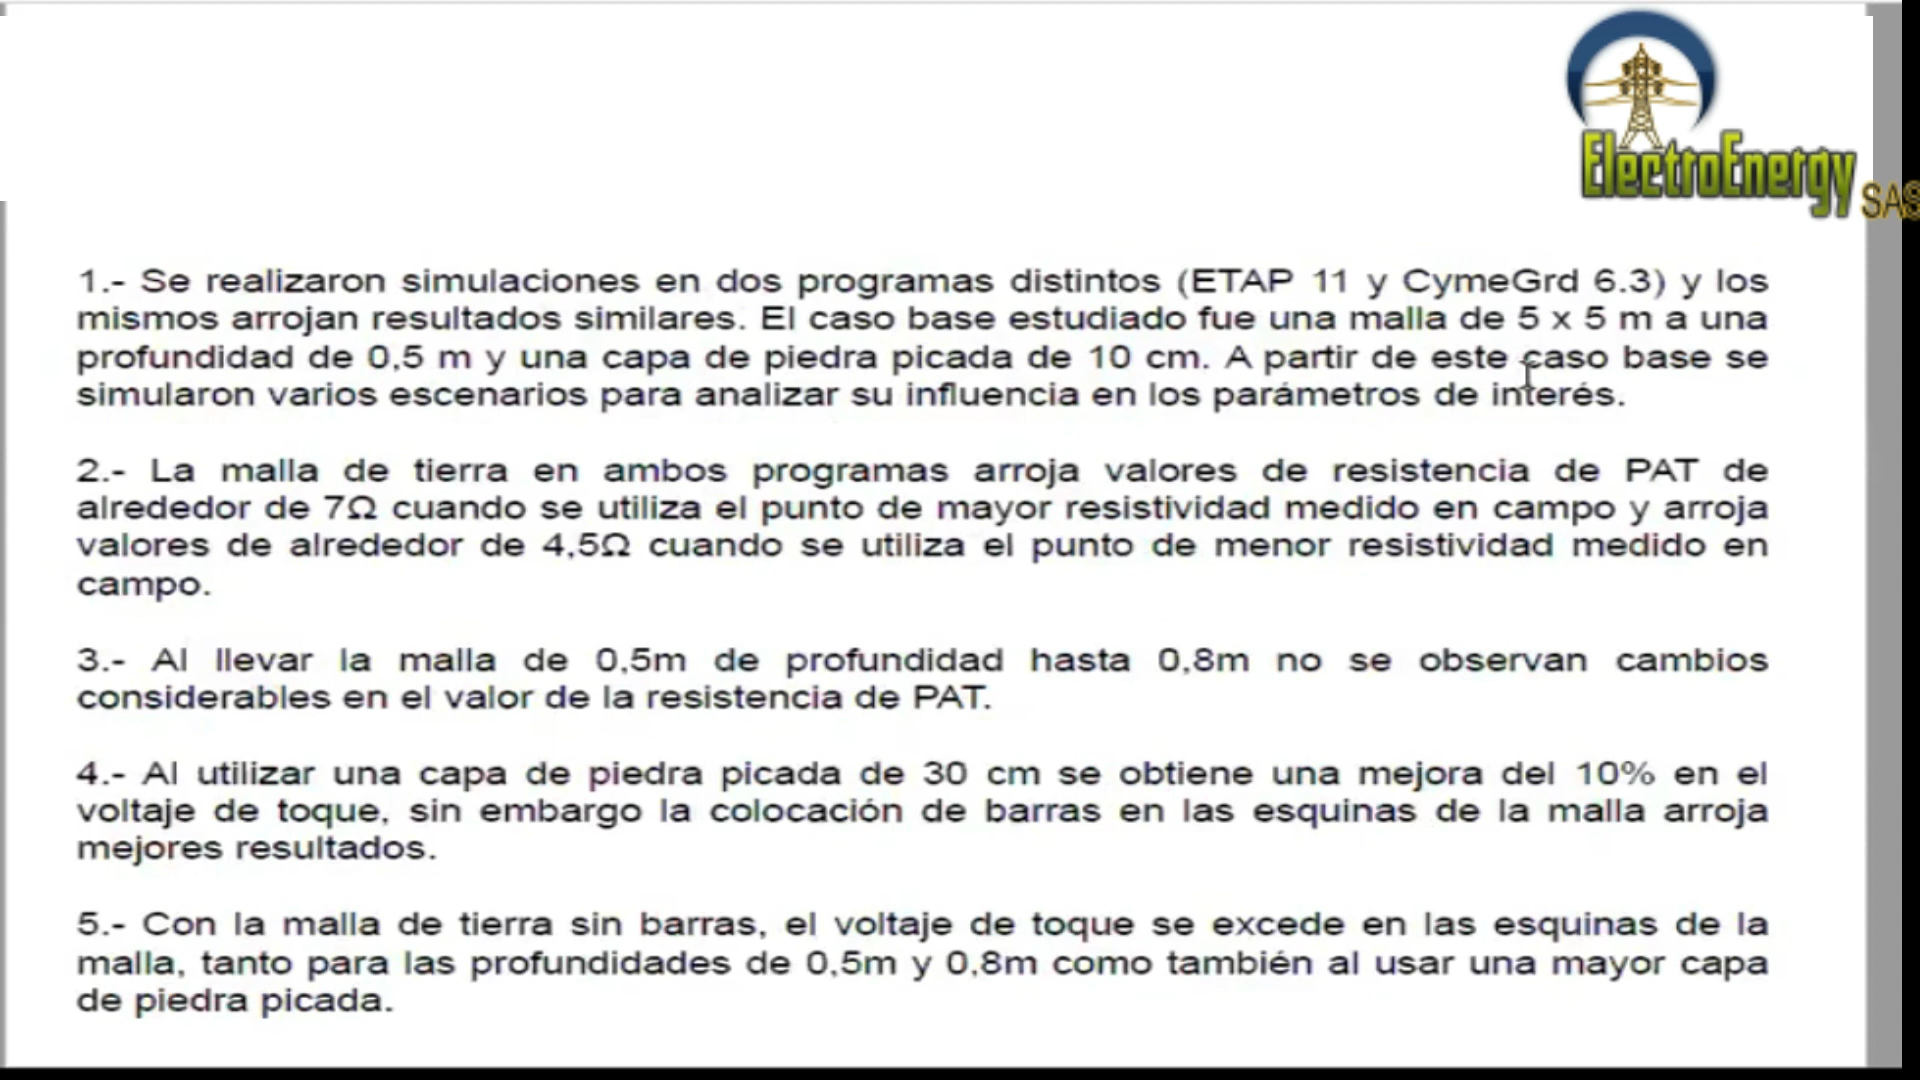 ElectroEnergy SAS
1.- Se realizaron simulaciones en dos programas distintos (ETAP 11 y CymeGrd 6.3) y los
mismos arrojan resultados similares. El caso base estudiado fue una malla de 5 x 5 m a una
profundidad de 0,5 m y una capa de piedra picada de 10 cm. A partir de este caso base se
simularon varios escenarios para analizar su influencia en los parámetros de interés.
2.- La malla de tierra en ambos programas arroja valores de resistencia de PAT de
alrededor de 7Ω cuando se utiliza el punto de mayor resistividad medido en campo y arroja
valores de alrededor de 4,5Ω cuando se utiliza el punto de menor resistividad medido en
campo.
3.- Al llevar la malla de 0,5m de profundidad hasta 0,8m no se observan cambios
considerables en el valor de la resistencia de PAT.
4.- Al utilizar una capa de piedra picada de 30 cm se obtiene una mejora del 10% en el
voltaje de toque, sin embargo la colocación de barras en las esquinas de la malla arroja
mejores resultados.
5.- Con la malla de tierra sin barras, el voltaje de toque se excede en las esquinas de la
malla, tanto para las profundidades de 0,5m y 0,8m como también al usar una mayor capa
de piedra picada.